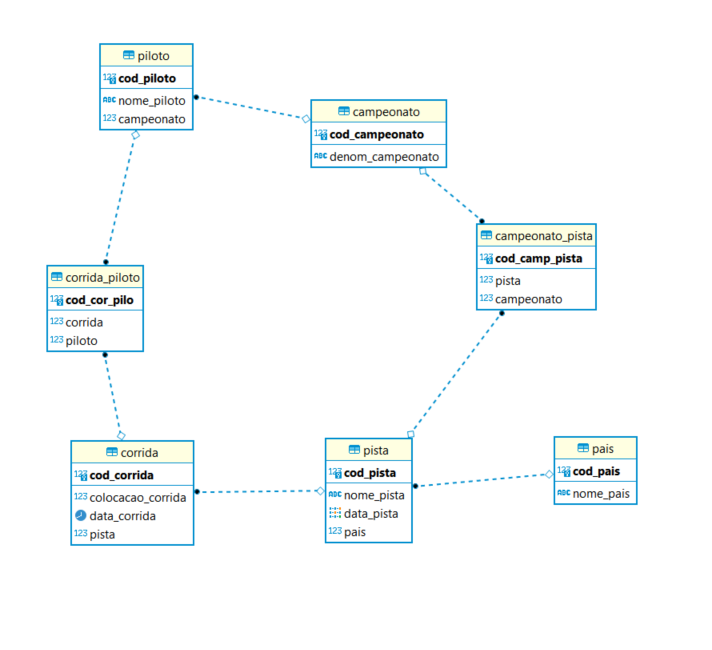 piloto
123 cod_piloto
ABC nome_piloto
123 campeonato
campeonato
123 cod_campeonato
ABC denom_campeonato
campeonato_pista
123 cod_camp_pista
123 pista
123 campeonato
corrida_piloto
123 cod_cor_pilo
123 corrida
123 piloto
corrida
123 cod_corrida
123 colocacao_corrida
data_corrida
123 pista
pista
123 cod_pista
ABC nome_pista
data_pista
123 pais
pais
123 cod_pais
ABC nome_pais